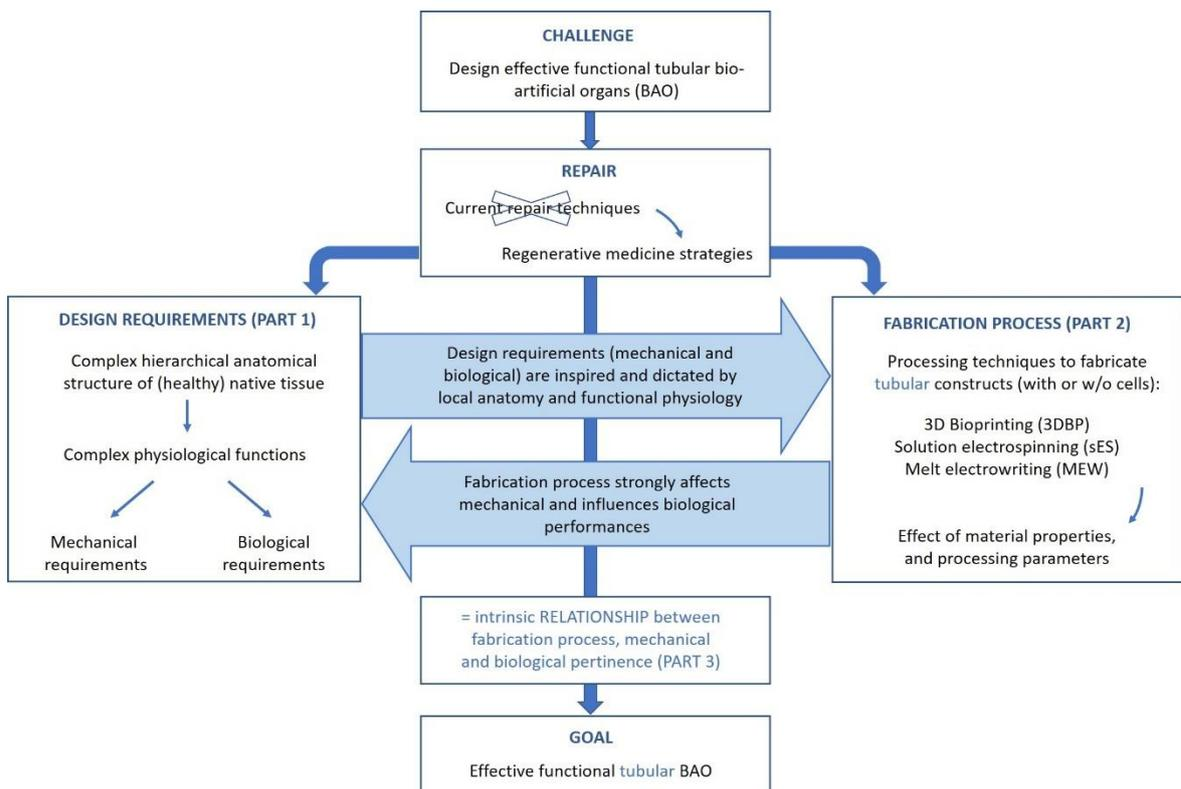 CHALLENGE
Design effective functional tubular bio-
artificial organs (BAO)
REPAIR
Current repair techniques
Regenerative medicine strategies
DESIGN REQUIREMENTS (PART 1)
Complex hierarchical anatomical
structure of (healthy) native tissue
Complex physiological functions
Mechanical
requirements
Biological
requirements
Design requirements (mechanical and
biological) are inspired and dictated by
local anatomy and functional physiology
Fabrication process strongly affects
mechanical and influences biological
performances
FABRICATION PROCESS (PART 2)
Processing techniques to fabricate
tubular constructs (with or w/o cells):
3D Bioprinting (3DBP)
Solution electrospinning (sES)
Melt electrowriting (MEW)
Effect of material properties,
and processing parameters
= intrinsic RELATIONSHIP between
fabrication process, mechanical
and biological pertinence (PART 3)
GOAL
Effective functional tubular BAO